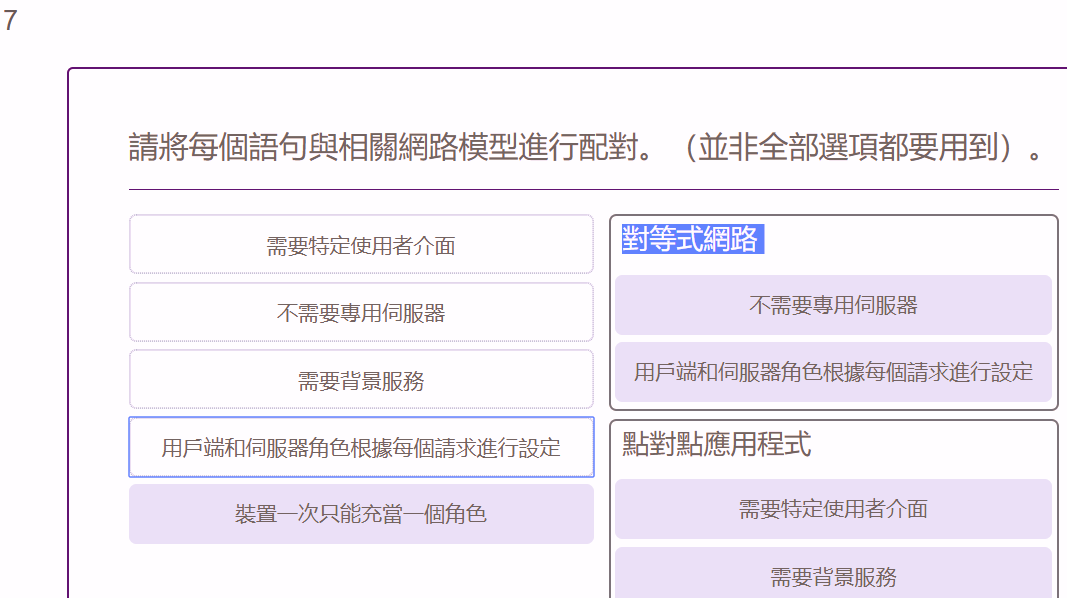 7
請將每個語句與相關網路模型進行配對。（並非全部選項都要用到）。
需要特定使用者介面
不需要專用伺服器
需要背景服務
用戶端和伺服器角色根據每個請求進行設定
裝置一次只能充當一個角色
對等式網路
不需要專用伺服器
用戶端和伺服器角色根據每個請求進行設定
點對點應用程式
需要特定使用者介面
需要背景服務